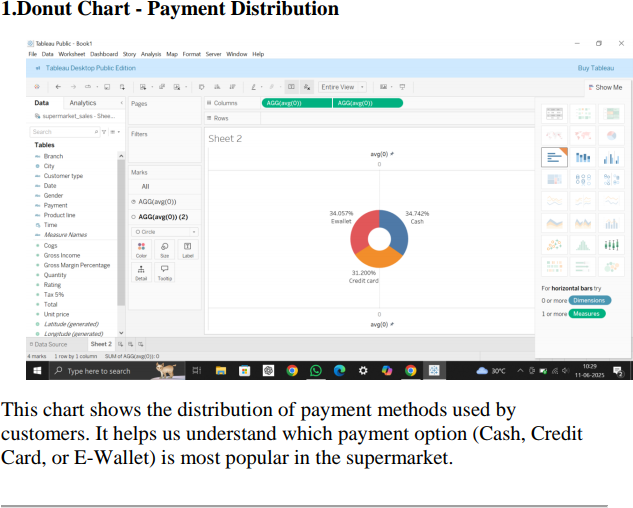 1.Donut Chart - Payment Distribution
Tableau Public - Book1
File Data Worksheet Dashboard Story Analysis Map Format Server Window Help
Tableau Desktop Public Edition Buy Tableau
Entire View Show Me
Data Analytics Pages Columns AGG(avg(0)) AGG(avg(0))
supermarket_sales - Shee... Rows
Search Filters Sheet 2
Tables
Branch
City
Customer type
Date
Gender
Payment
Product line
Time
Measure Names
Cogs
Gross Income
Gross Margin Percentage
Quantity
Rating
Tax 5%
Total
Unit price
Latitude (generated)
Longitude (generated)
Marks
All
AGG(avg(0))
AGG(avg(0)) (2)
Circle
Color Size Label
Detail Tooltip
avg(0)
0
34.057%
Ewallet
34.742%
Cash
31.200%
Credit card
0
avg(0)
For horizontal bars try
0 or more Dimensions
1 or more Measures
Data Source Sheet 2
4 marks 1 row by 1 column SUM of AGG(avg(0)): 0
Type here to search 30°C 10:29
11-06-2025
This chart shows the distribution of payment methods used by
customers. It helps us understand which payment option (Cash, Credit
Card, or E-Wallet) is most popular in the supermarket.